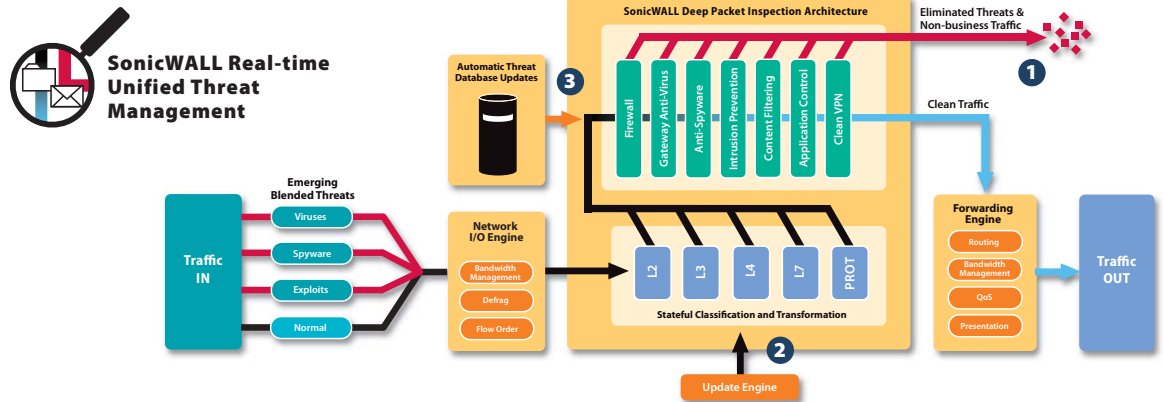 SonicWALL Real-time
Unified Threat
Management
SonicWALL Deep Packet Inspection Architecture
Eliminated Threats &
Non-business Traffic
1
Automatic Threat
Database Updates
3
Firewall
Gateway Anti-Virus
Anti-Spyware
Intrusion Prevention
Content Filtering
Application Control
Clean VPN
Clean Traffic
Emerging
Blended Threats
Traffic
IN
Viruses
Spyware
Exploits
Normal
Network
I/O Engine
Bandwidth
Management
Defrag
Flow Order
L2
L3
L4
L7
PROT
Stateful Classification and Transformation
2
Update Engine
Forwarding
Engine
Routing
Bandwidth
Management
QoS
Presentation
Traffic
OUT